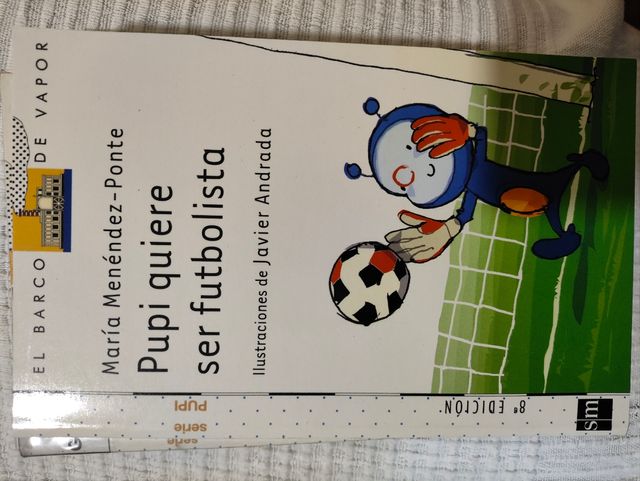 EL BARCO DE VAPOR
María Menéndez-Ponte
Pupi quiere
ser futbolista
Ilustraciones de Javier Andrada
8ª EDICIÓN
sm
serie
PUPI
serie